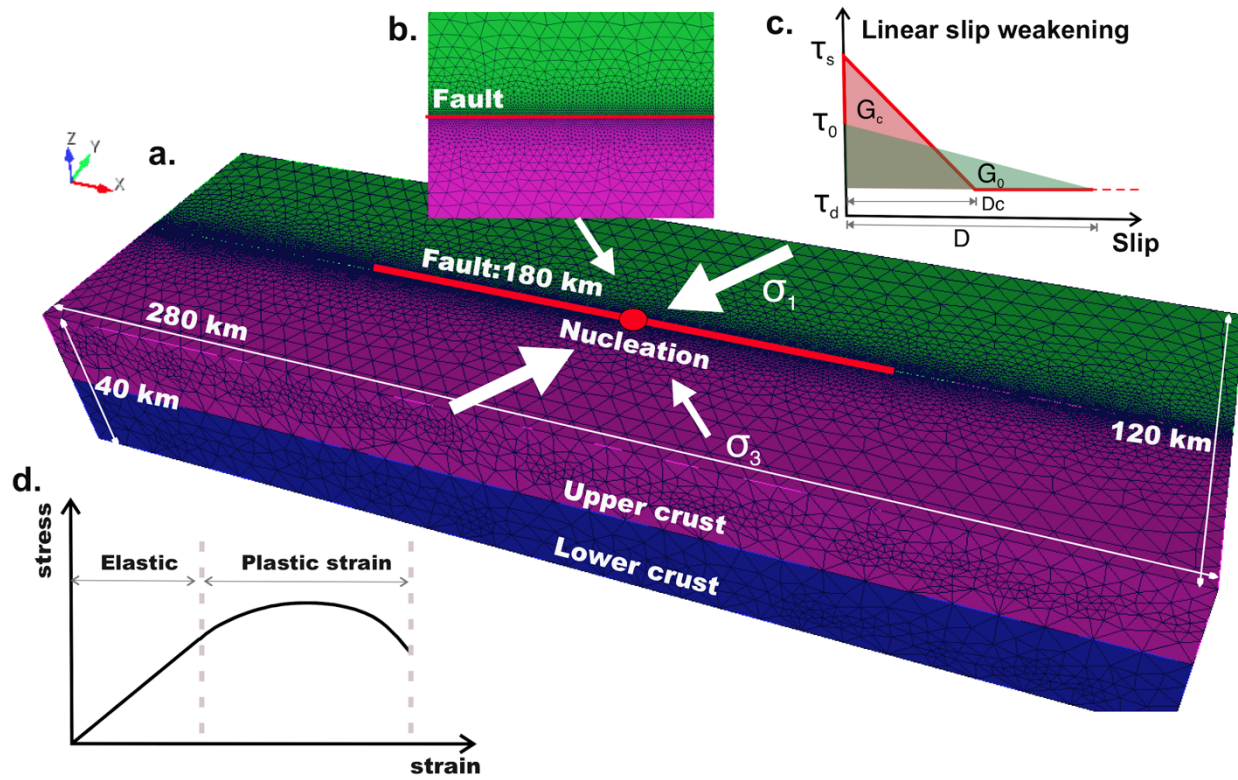 b.
Fault
c.
Linear slip weakening
τs
τ0
τd
Gc
G0
Dc
D
Slip
Z
Y
X
a.
Fault:180 km
σ1
Nucleation
σ3
280 km
40 km
120 km
Upper crust
Lower crust
d.
stress
Elastic
Plastic strain
strain